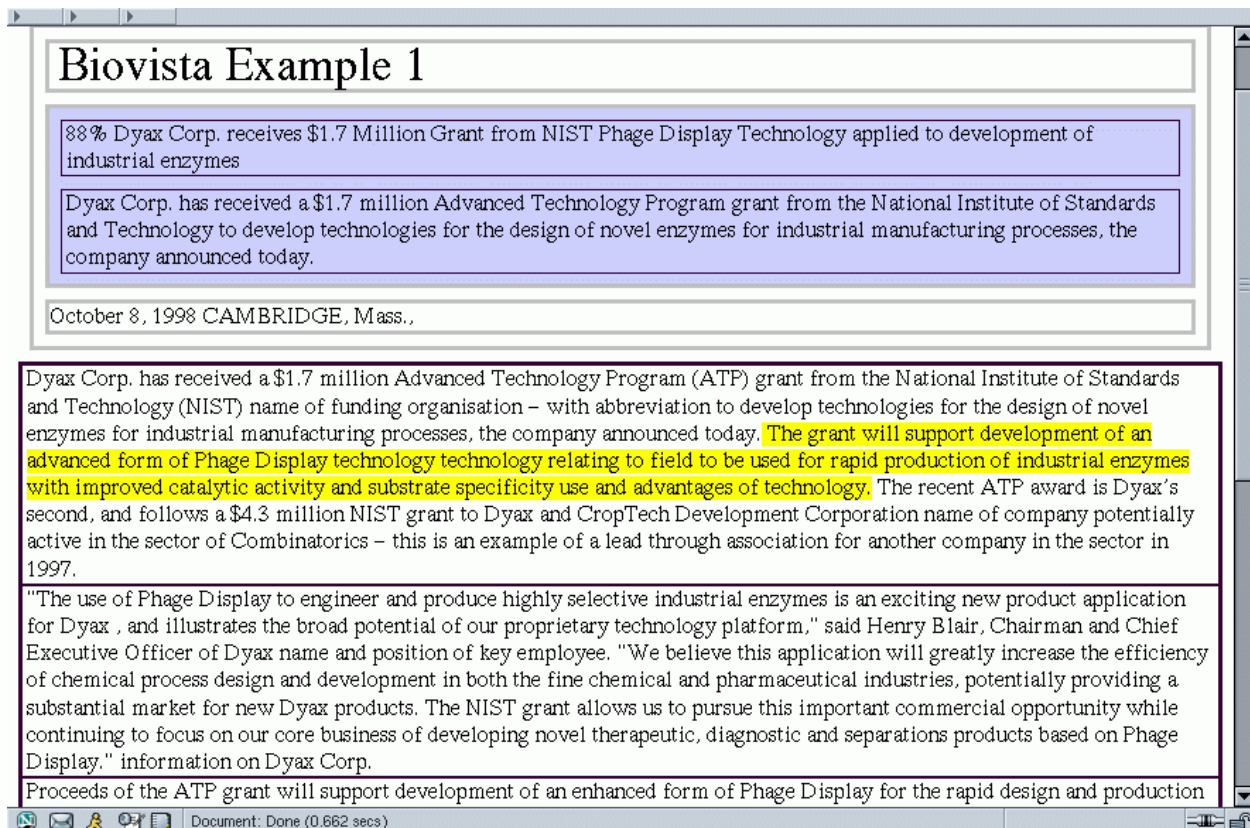 Biovista Example 1
88% Dyax Corp. receives $1.7 Million Grant from NIST Phage Display Technology applied to development of
industrial enzymes
Dyax Corp. has received a $1.7 million Advanced Technology Program grant from the National Institute of Standards
and Technology to develop technologies for the design of novel enzymes for industrial manufacturing processes, the
company announced today.
October 8, 1998 CAMBRIDGE, Mass.,
Dyax Corp. has received a $1.7 million Advanced Technology Program (ATP) grant from the National Institute of Standards
and Technology (NIST) name of funding organisation – with abbreviation to develop technologies for the design of novel
enzymes for industrial manufacturing processes, the company announced today. The grant will support development of an
advanced form of Phage Display technology technology relating to field to be used for rapid production of industrial enzymes
with improved catalytic activity and substrate specificity use and advantages of technology. The recent ATP award is Dyax's
second, and follows a $4.3 million NIST grant to Dyax and CropTech Development Corporation name of company potentially
active in the sector of Combinatorics – this is an example of a lead through association for another company in the sector in
1997.
"The use of Phage Display to engineer and produce highly selective industrial enzymes is an exciting new product application
for Dyax , and illustrates the broad potential of our proprietary technology platform," said Henry Blair, Chairman and Chief
Executive Officer of Dyax name and position of key employee. "We believe this application will greatly increase the efficiency
of chemical process design and development in both the fine chemical and pharmaceutical industries, potentially providing a
substantial market for new Dyax products. The NIST grant allows us to pursue this important commercial opportunity while
continuing to focus on our core business of developing novel therapeutic, diagnostic and separations products based on Phage
Display." information on Dyax Corp.
Proceeds of the ATP grant will support development of an enhanced form of Phage Display for the rapid design and production
Document: Done (0.662 secs)